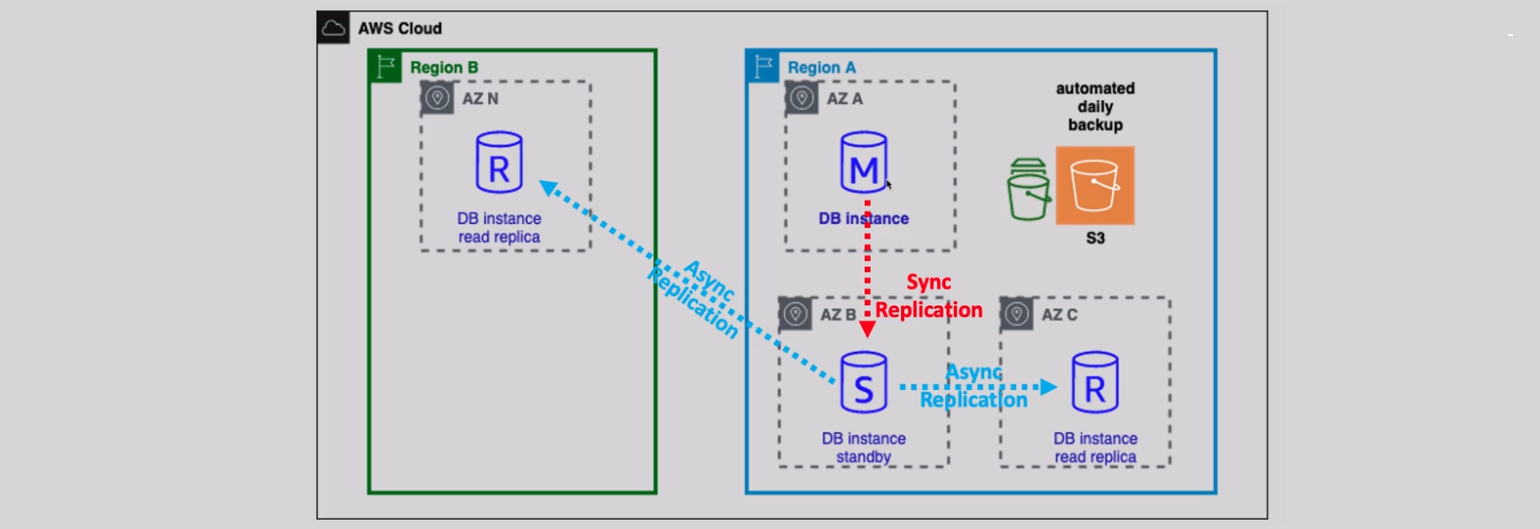 AWS Cloud
Region B
AZ N
R
DB instance
read replica
Async
Replication
Region A
AZ A
M
DB instance
automated
daily
backup
S3
Sync
Replication
AZ B
S
DB instance
standby
Async
Replication
AZ C
R
DB instance
read replica